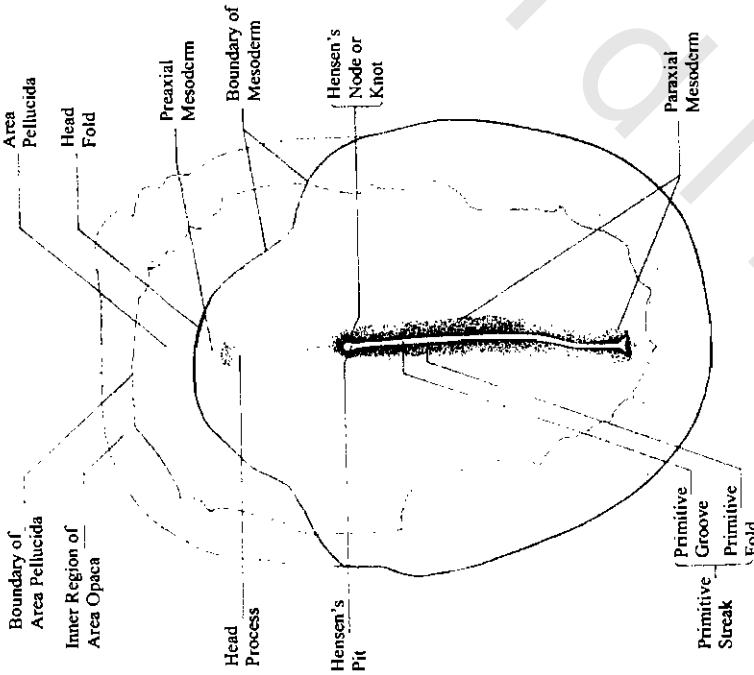 Boundary of
Area Pellucida
Inner Region of
Area Opaca
Head
Process
Hensen's
Pit
Primitive
Streak
Primitive
Groove
Primitive
Fold
Area
Pellucida
Head
Fold
Preaxial
Mesoderm
Boundary of
Mesoderm
Hensen's
Node or
Knot
Paraxial
Mesoderm